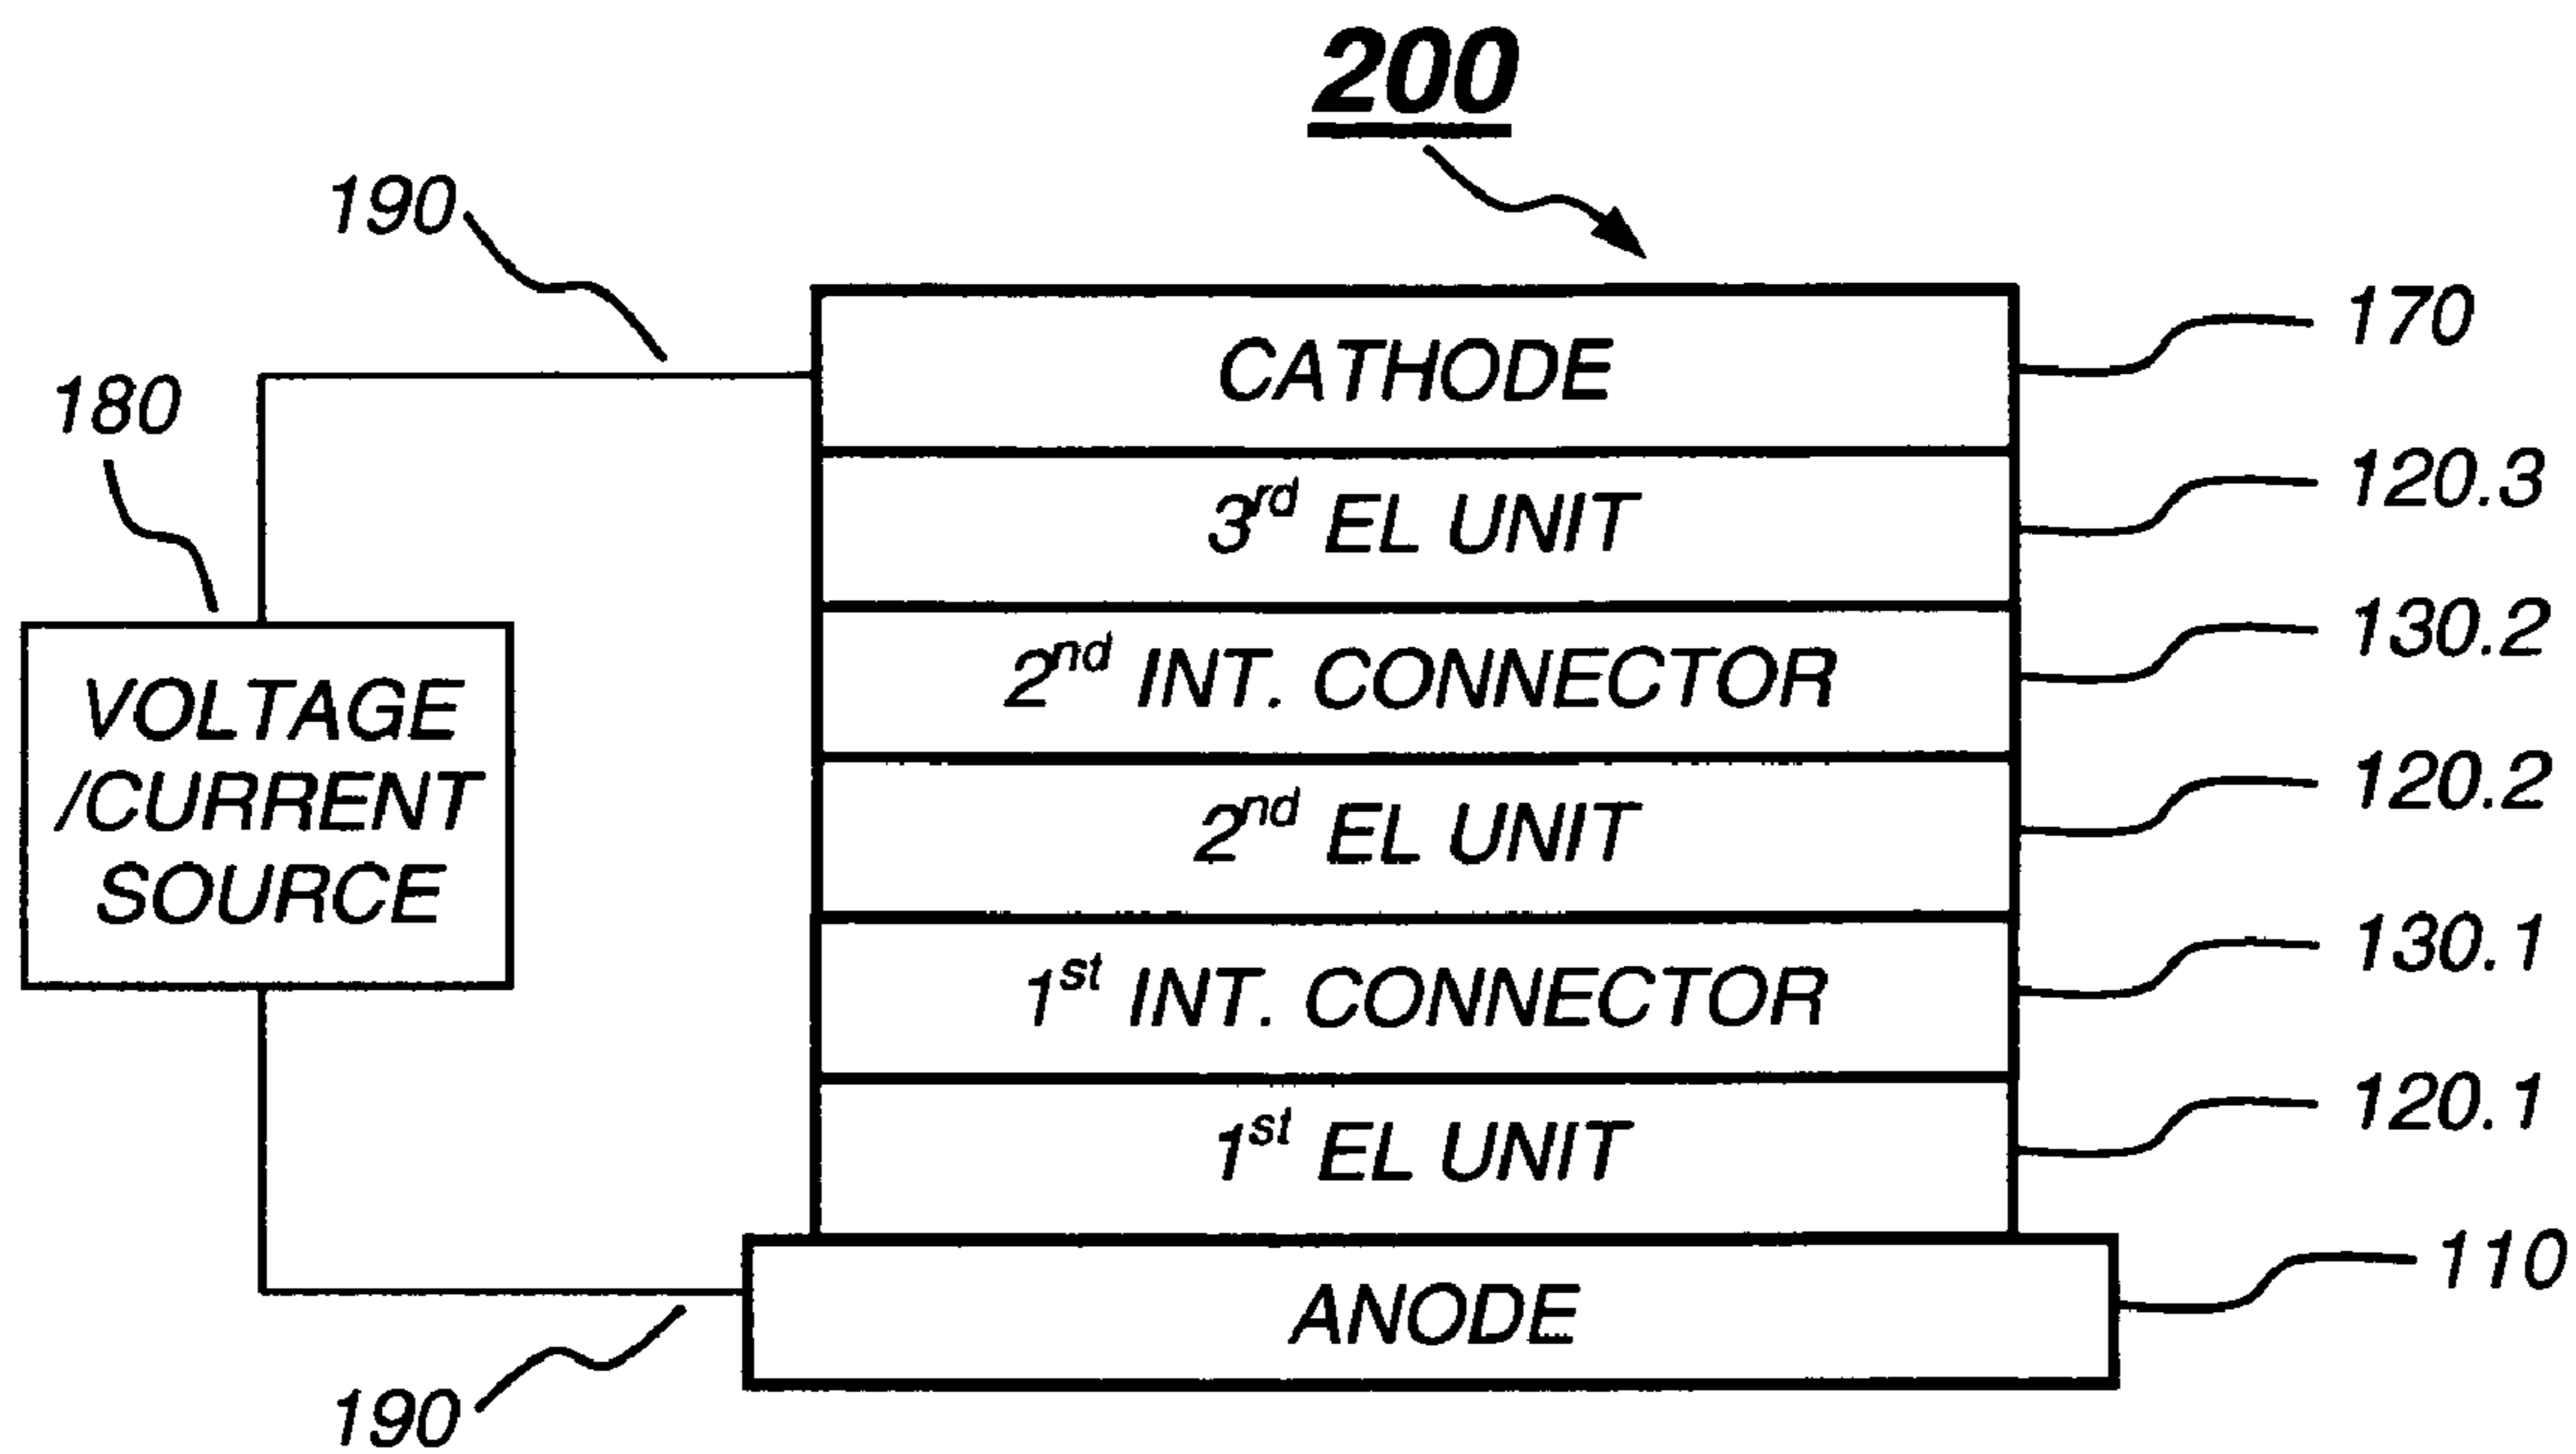 200
190
CATHODE
170
180
3rd EL UNIT
120.3
2nd INT. CONNECTOR
130.2
VOLTAGE
/CURRENT
SOURCE
2nd EL UNIT
120.2
1st INT. CONNECTOR
130.1
1st EL UNIT
120.1
ANODE
110
190